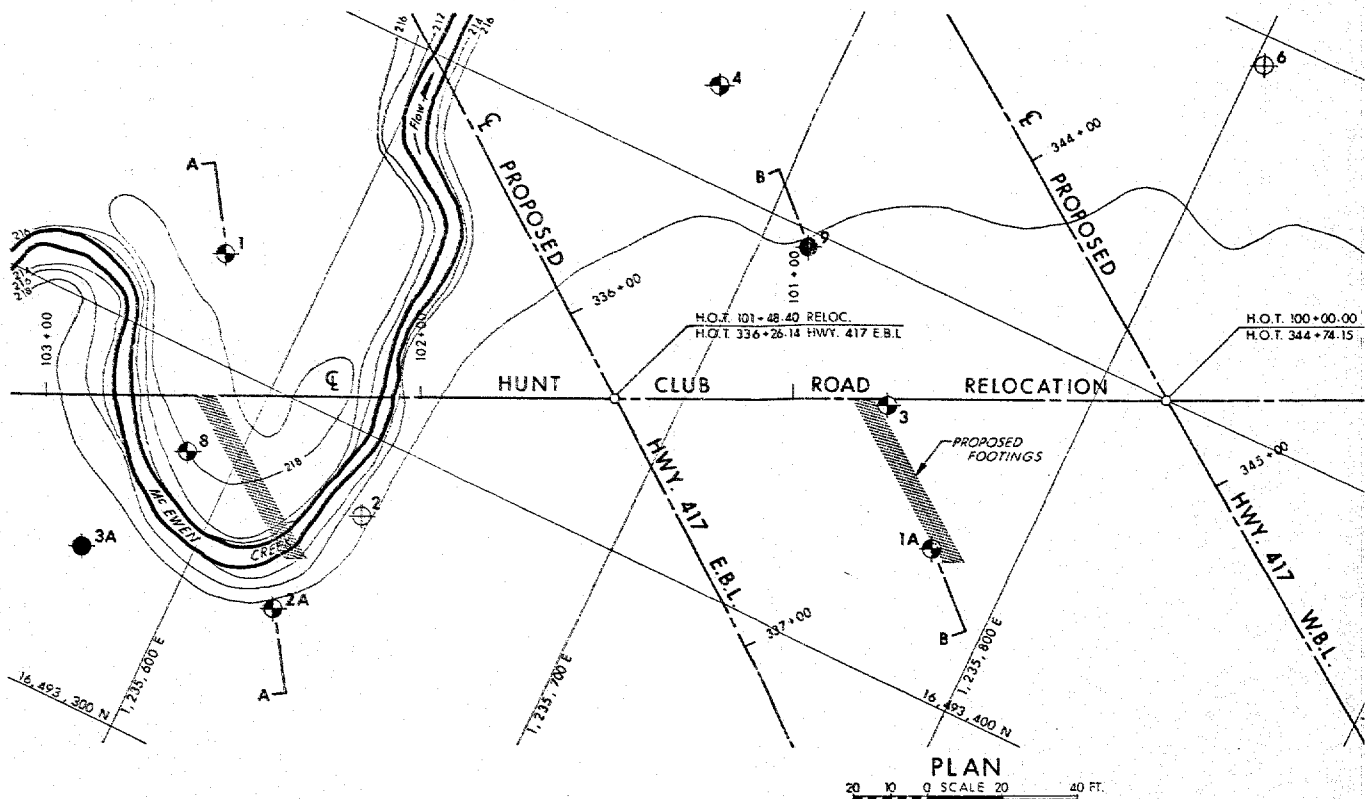 216
212
214
216
4
6
Flow
℄
℄
344+00
A
PROPOSED
PROPOSED
B
1
9
216
101+00
336+00
214
216
218
H.O.T. 101+48.40 RELOC.
H.O.T. 336+26.14 HWY. 417 E.B.L
H.O.T. 100+00.00
H.O.T. 344+74.15
103+00
102+00
℄ HUNT CLUB ROAD RELOCATION
3
8
218
PROPOSED
FOOTINGS
345+00
HWY. 417 E.B.L.
HWY. 417 W.B.L.
Mc EWEN
CREEK
2
3A
1A
2A
337+00
B
A
1,235,600 E
1,235,700 E
1,235,800 E
16,493,300 N
16,493,400 N
PLAN
20 10 0 SCALE 20 40 FT.